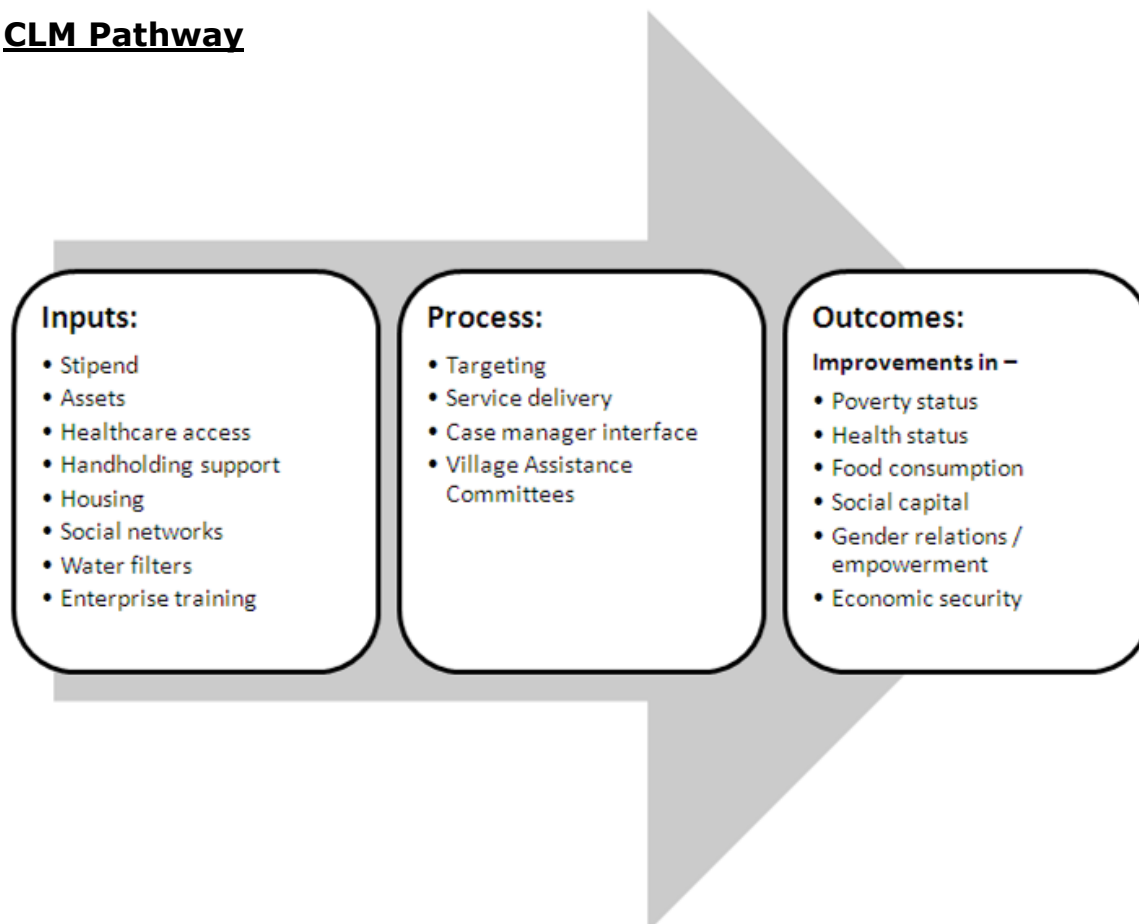 CLM Pathway
Inputs:
• Stipend
• Assets
• Healthcare access
• Handholding support
• Housing
• Social networks
• Water filters
• Enterprise training
Process:
• Targeting
• Service delivery
• Case manager interface
• Village Assistance
Committees
Outcomes:
Improvements in –
• Poverty status
• Health status
• Food consumption
• Social capital
• Gender relations /
empowerment
• Economic security